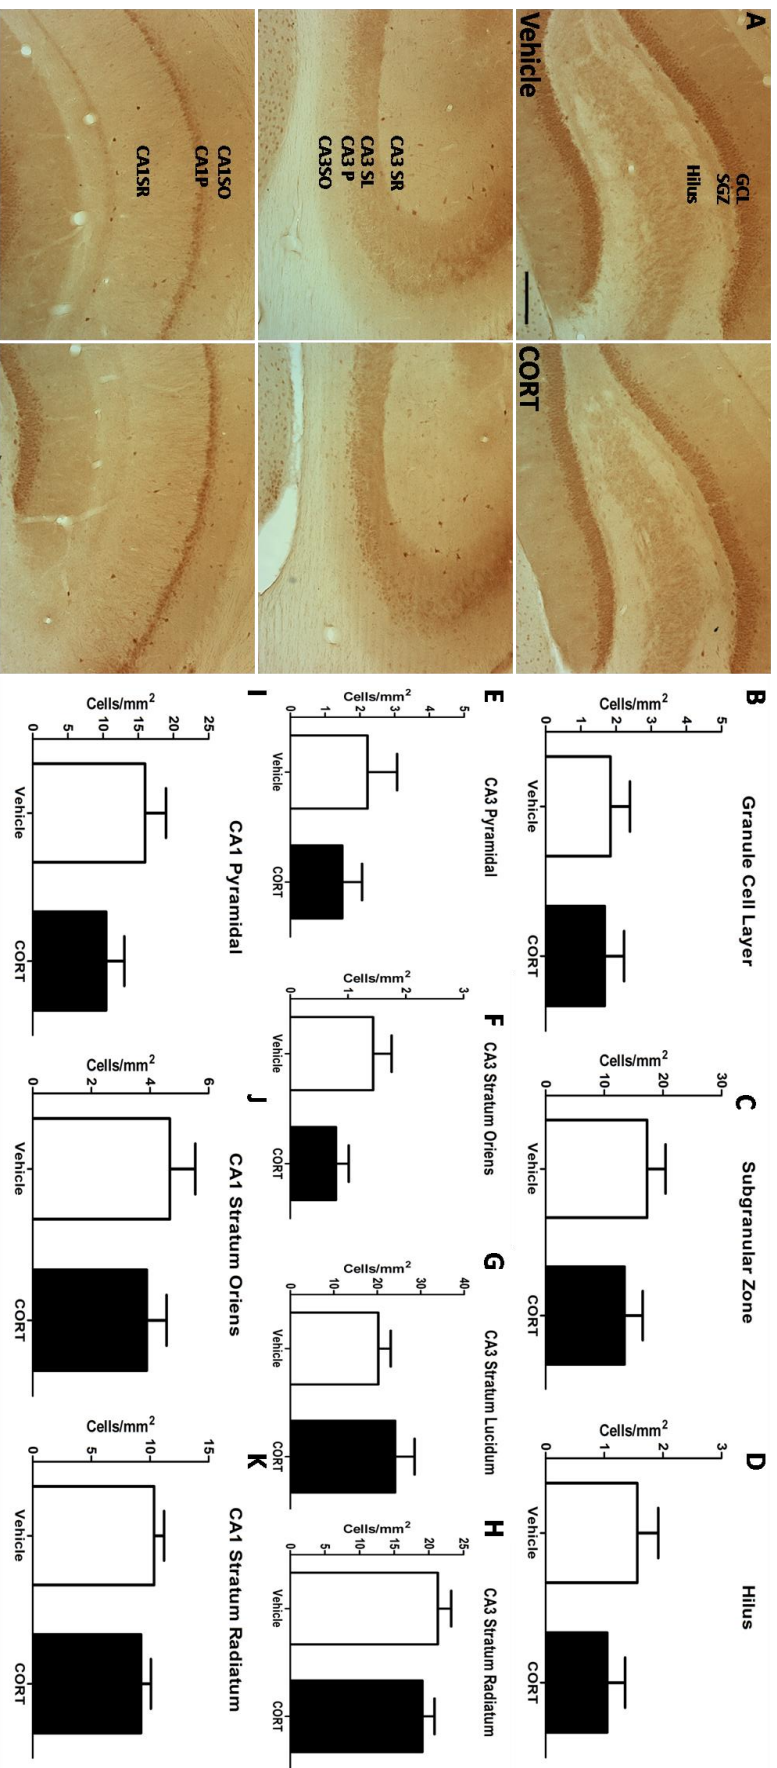 A
Vehicle
GCL
SGZ
Hilus
CORT
CA3 SR
CA3 SL
CA3 P
CA3SO
CA1SO
CA1P
CA1SR
B
Granule Cell Layer
Cells/mm2
5
4
3
2
1
0
Vehicle
CORT
C
Subgranular Zone
Cells/mm2
30
20
10
0
Vehicle
CORT
D
Hilus
Cells/mm2
3
2
1
0
Vehicle
CORT
E
CA3 Pyramidal
Cells/mm2
5
4
3
2
1
0
Vehicle
CORT
F
CA3 Stratum Oriens
Cells/mm2
3
2
1
0
Vehicle
CORT
G
CA3 Stratum Lucidum
Cells/mm2
40
30
20
10
0
Vehicle
CORT
H
CA3 Stratum Radiatum
Cells/mm2
25
20
15
10
5
0
Vehicle
CORT
I
CA1 Pyramidal
Cells/mm2
25
20
15
10
5
0
Vehicle
CORT
J
CA1 Stratum Oriens
Cells/mm2
6
4
2
0
Vehicle
CORT
K
CA1 Stratum Radiatum
Cells/mm2
15
10
5
0
Vehicle
CORT